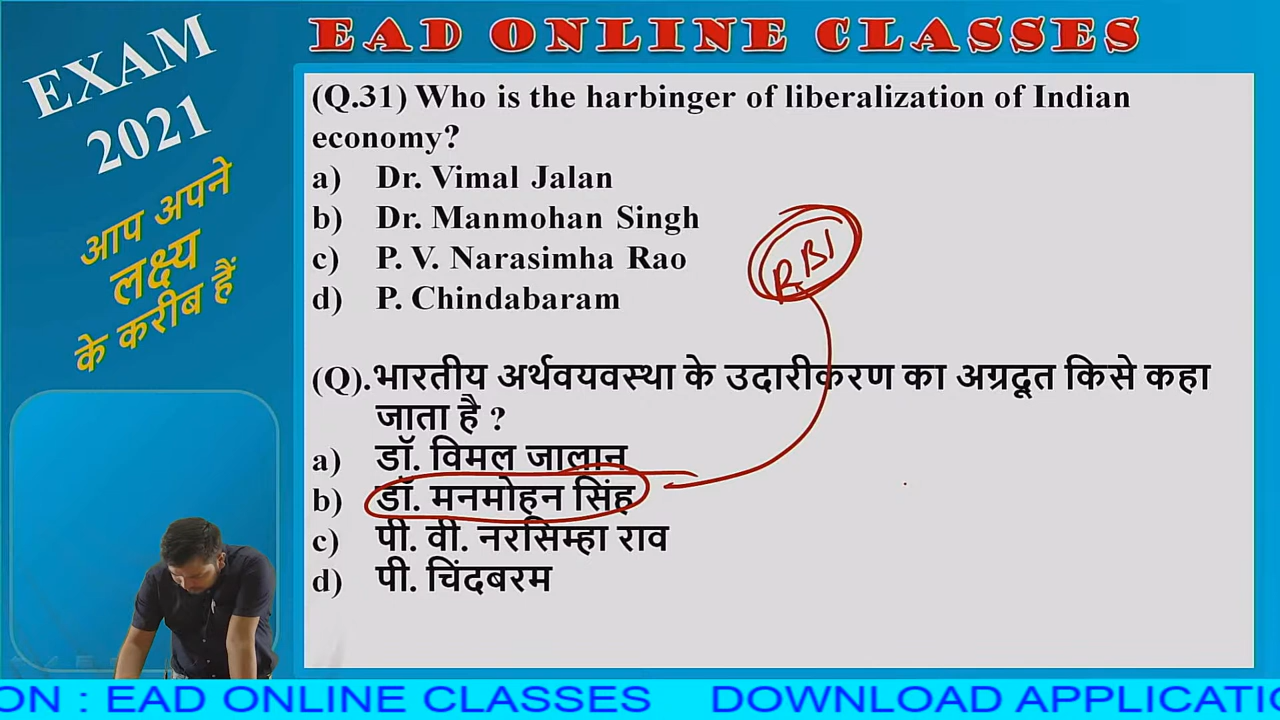 EXAM
2021
आप अपने
लक्ष्य
के करीब हैं
EAD ONLINE CLASSES
(Q.31) Who is the harbinger of liberalization of Indian
economy?
a) Dr. Vimal Jalan
b) Dr. Manmohan Singh
c) P. V. Narasimha Rao
d) P. Chindabaram
RBI
(Q).भारतीय अर्थवयवस्था के उदारीकरण का अग्रदूत किसे कहा
जाता है ?
a) डॉ. विमल जालान
b) डॉ. मनमोहन सिंह
c) पी. वी. नरसिम्हा राव
d) पी. चिंदबरम
ON : EAD ONLINE CLASSES DOWNLOAD APPLICATIO